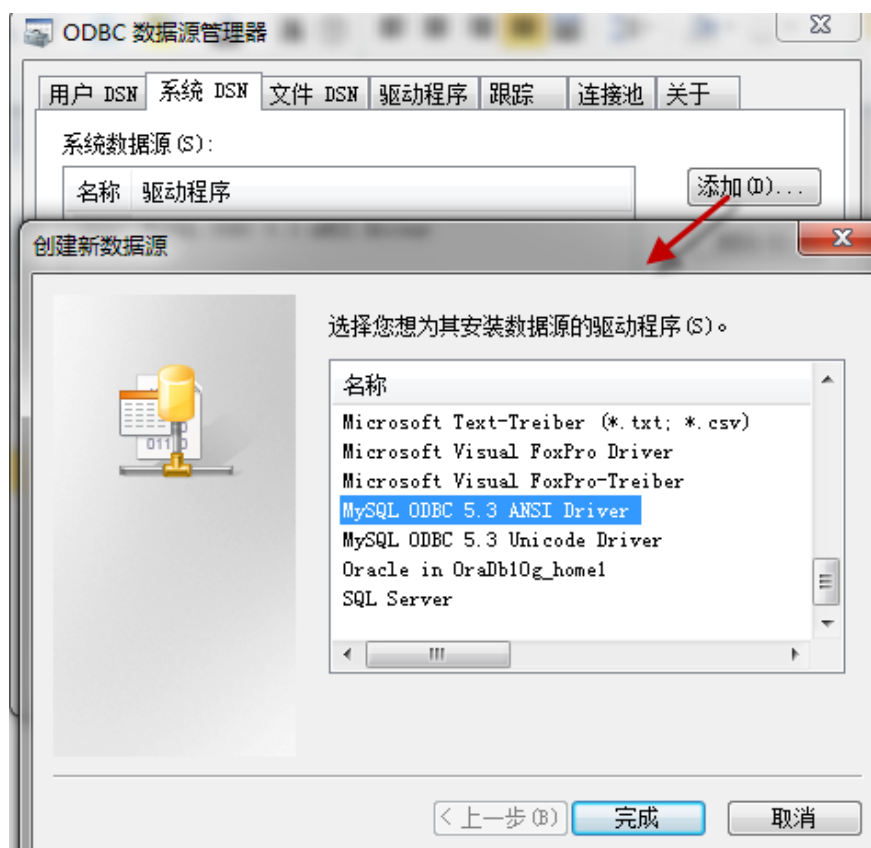 ODBC 数据源管理器
用户 DSN 系统 DSN 文件 DSN 驱动程序 跟踪 连接池 关于
系统数据源(S):
名称 驱动程序 添加(D)...
创建新数据源
选择您想为其安装数据源的驱动程序(S)。
名称
Microsoft Text-Treiber (*.txt; *.csv)
Microsoft Visual FoxPro Driver
Microsoft Visual FoxPro-Treiber
MySQL ODBC 5.3 ANSI Driver
MySQL ODBC 5.3 Unicode Driver
Oracle in OraDb10g_home1
SQL Server
<上一步(B) 完成 取消